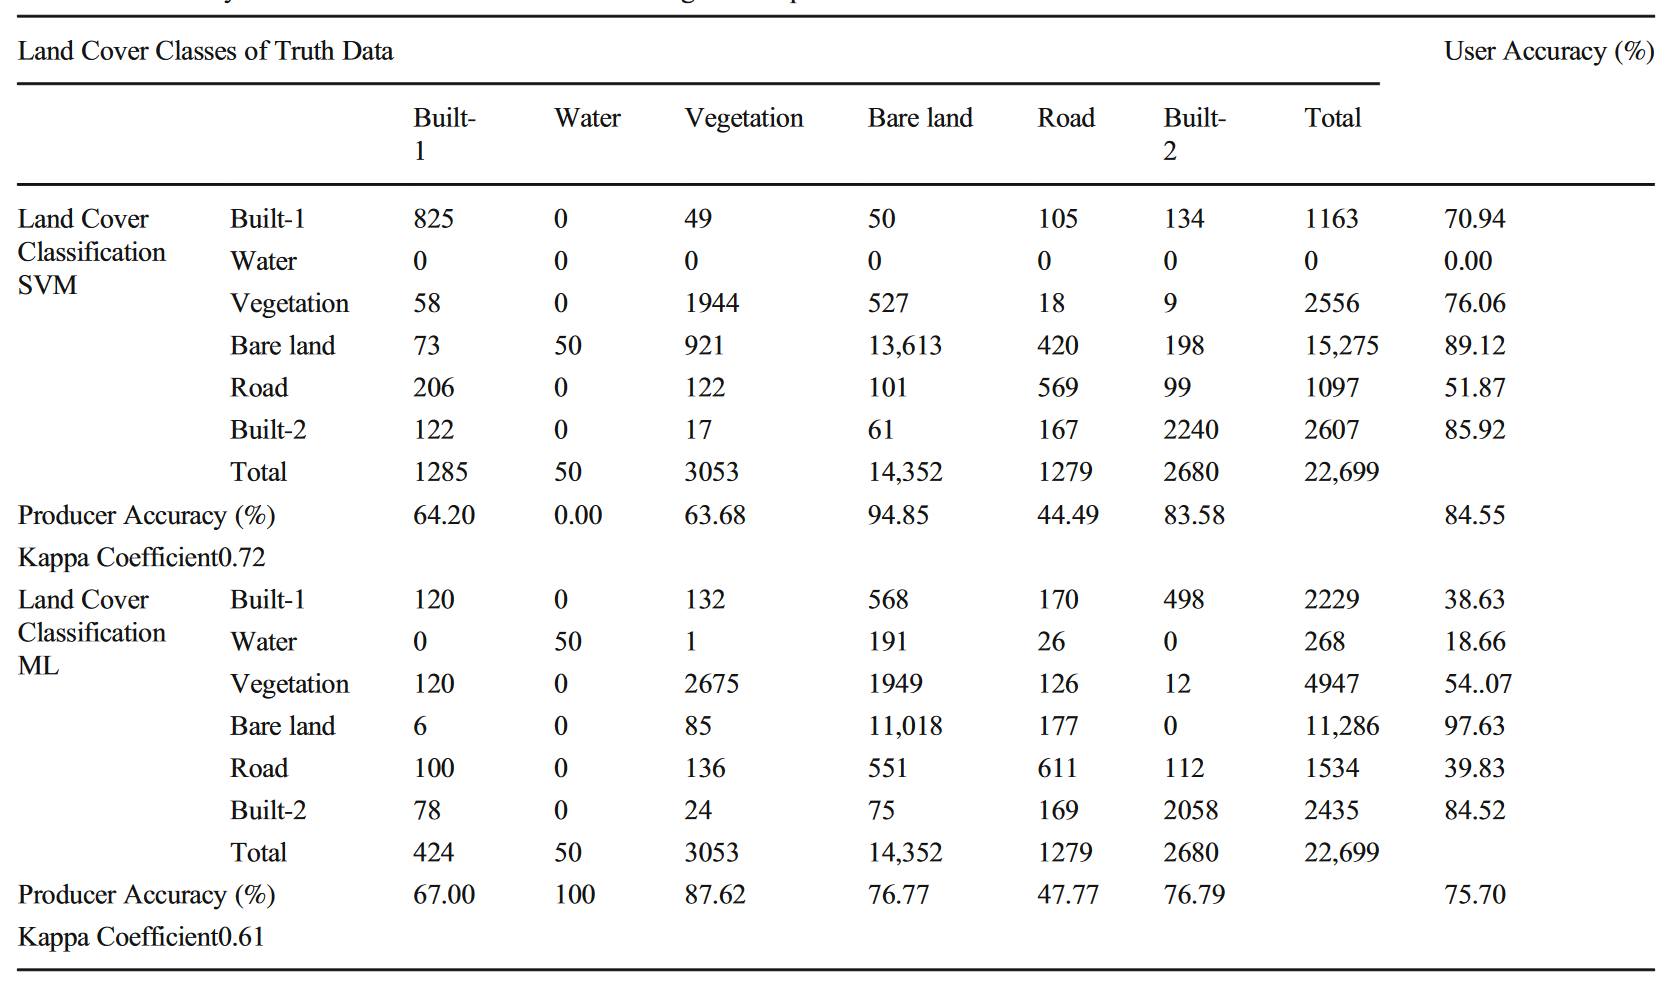 Land Cover Classes of Truth Data User Accuracy (%)
Built-1 Water Vegetation Bare land Road Built-2 Total
Land Cover Classification SVM Built-1 825 0 49 50 105 134 1163 70.94
Water 0 0 0 0 0 0 0 0.00
Vegetation 58 0 1944 527 18 9 2556 76.06
Bare land 73 50 921 13,613 420 198 15,275 89.12
Road 206 0 122 101 569 99 1097 51.87
Built-2 122 0 17 61 167 2240 2607 85.92
Total 1285 50 3053 14,352 1279 2680 22,699
Producer Accuracy (%) 64.20 0.00 63.68 94.85 44.49 83.58 84.55
Kappa Coefficient0.72
Land Cover Classification ML Built-1 120 0 132 568 170 498 2229 38.63
Water 0 50 1 191 26 0 268 18.66
Vegetation 120 0 2675 1949 126 12 4947 54..07
Bare land 6 0 85 11,018 177 0 11,286 97.63
Road 100 0 136 551 611 112 1534 39.83
Built-2 78 0 24 75 169 2058 2435 84.52
Total 424 50 3053 14,352 1279 2680 22,699
Producer Accuracy (%) 67.00 100 87.62 76.77 47.77 76.79 75.70
Kappa Coefficient0.61